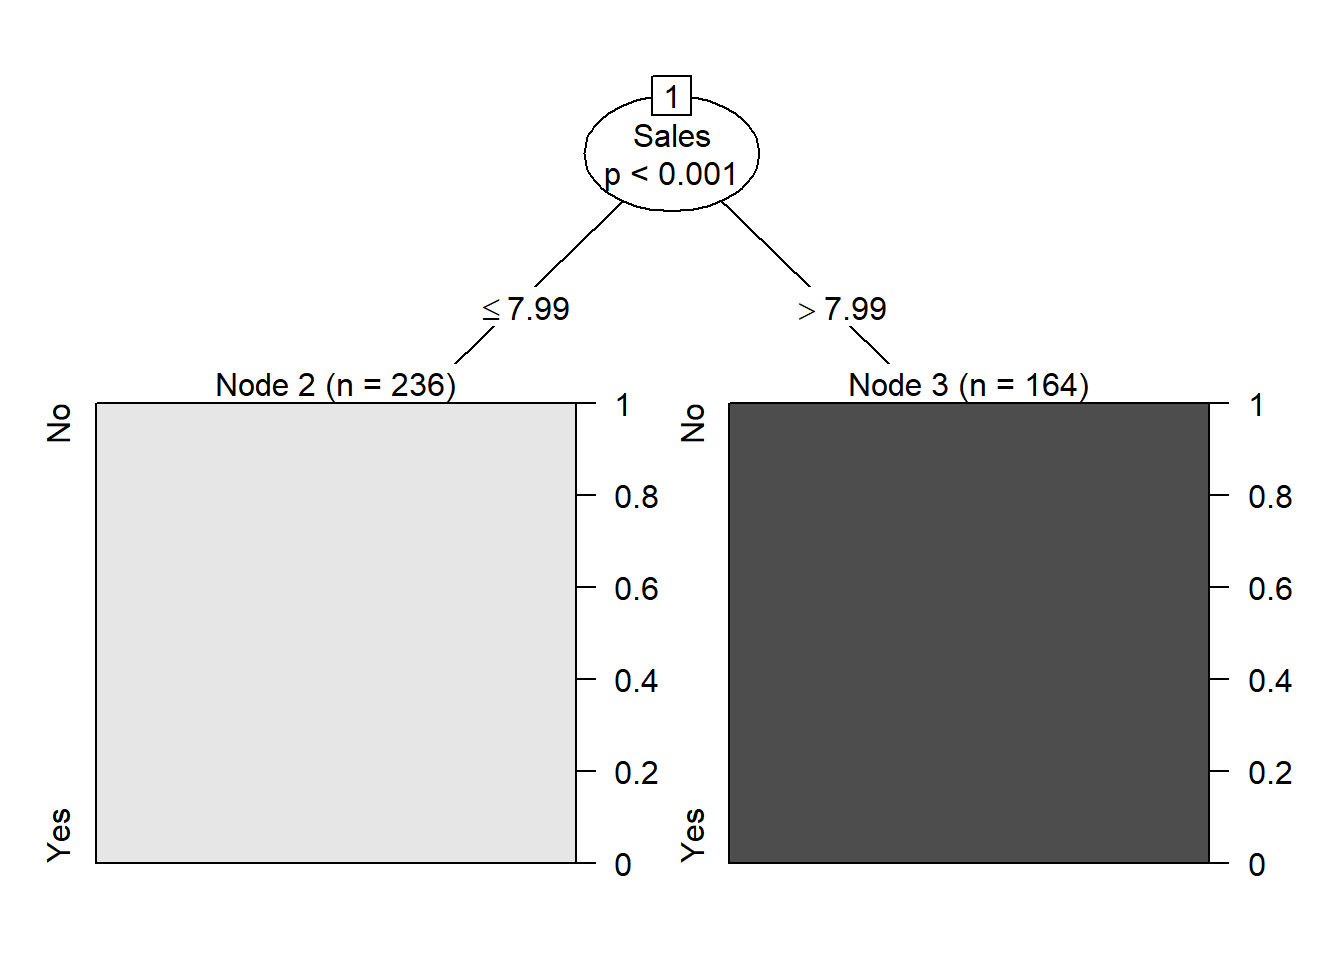 1
Sales
p < 0.001
≤ 7.99
> 7.99
Node 2 (n = 236)
No
Yes
1
0.8
0.6
0.4
0.2
0
Node 3 (n = 164)
No
Yes
1
0.8
0.6
0.4
0.2
0